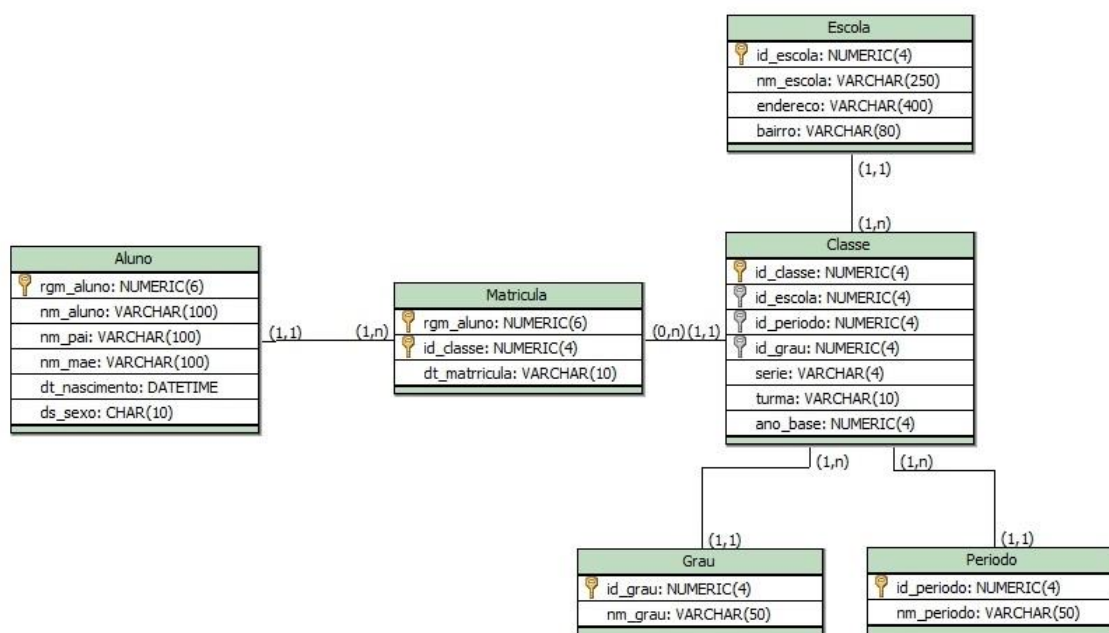 Escola
id_escola: NUMERIC(4)
nm_escola: VARCHAR(250)
endereco: VARCHAR(400)
bairro: VARCHAR(80)
(1,1)
(1,n)
Classe
id_classe: NUMERIC(4)
id_escola: NUMERIC(4)
id_periodo: NUMERIC(4)
id_grau: NUMERIC(4)
serie: VARCHAR(4)
turma: VARCHAR(10)
ano_base: NUMERIC(4)
Aluno
rgm_aluno: NUMERIC(6)
nm_aluno: VARCHAR(100)
nm_pai: VARCHAR(100)
nm_mae: VARCHAR(100)
dt_nascimento: DATETIME
ds_sexo: CHAR(10)
(1,1)
(1,n)
Matricula
rgm_aluno: NUMERIC(6)
id_classe: NUMERIC(4)
dt_matrricula: VARCHAR(10)
(0,n)
(1,1)
(1,n)
(1,n)
(1,1)
(1,1)
Grau
id_grau: NUMERIC(4)
nm_grau: VARCHAR(50)
Periodo
id_periodo: NUMERIC(4)
nm_periodo: VARCHAR(50)